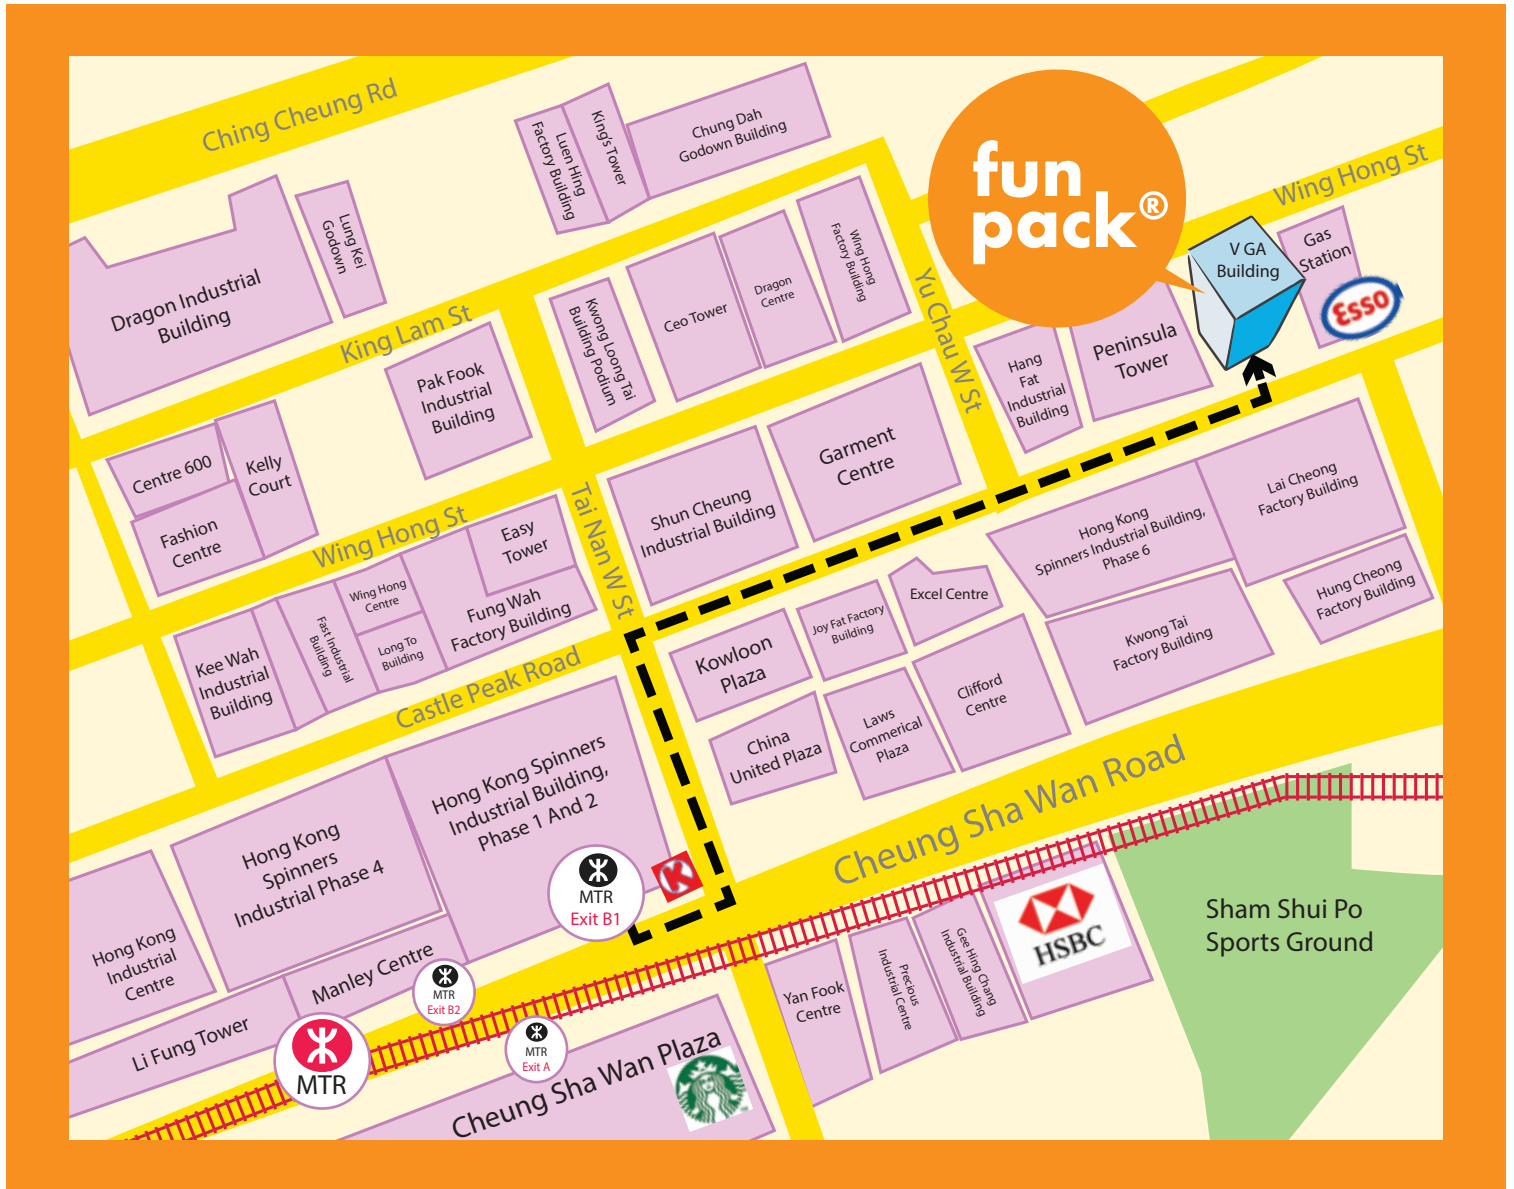 Ching Cheung Rd
Luen Hing
Factory Building
King's Tower
Chung Dah
Godown Building
fun
pack®
Wing Hong St
Dragon Industrial
Building
Lung Kei
Godown
King Lam St
Kwong Loong Tai
Building Podium
Ceo Tower
Dragon
Centre
Wing Hong
Factory Building
Yu Chau W St
V GA
Building
Gas
Station
Esso
Pak Fook
Industrial
Building
Hang
Fat
Industrial
Building
Peninsula
Tower
Centre 600
Kelly
Court
Fashion
Centre
Wing Hong St
Easy
Tower
Tai Nan W St
Shun Cheung
Industrial Building
Garment
Centre
Hong Kong
Spinners Industrial Building,
Phase 6
Lai Cheong
Factory Building
Hung Cheong
Factory Building
Kee Wah
Industrial
Building
Fast Industrial
Building
Wing Hong
Centre
Long To
Building
Fung Wah
Factory Building
Castle Peak Road
Kowloon
Plaza
Joy Fat Factory
Building
Excel Centre
Kwong Tai
Factory Building
China
United Plaza
Laws
Commerical
Plaza
Clifford
Centre
Hong Kong Spinners
Industrial Building,
Phase 1 And 2
Hong Kong
Spinners
Industrial Phase 4
Cheung Sha Wan Road
K
MTR
Exit B1
Hong Kong
Industrial
Centre
Manley Centre
MTR
Exit B2
Li Fung Tower
MTR
MTR
Exit A
Cheung Sha Wan Plaza
Yan Fook
Centre
Precious
Industrial Centre
Gee Hing Chang
Industrial Building
HSBC
Sham Shui Po
Sports Ground